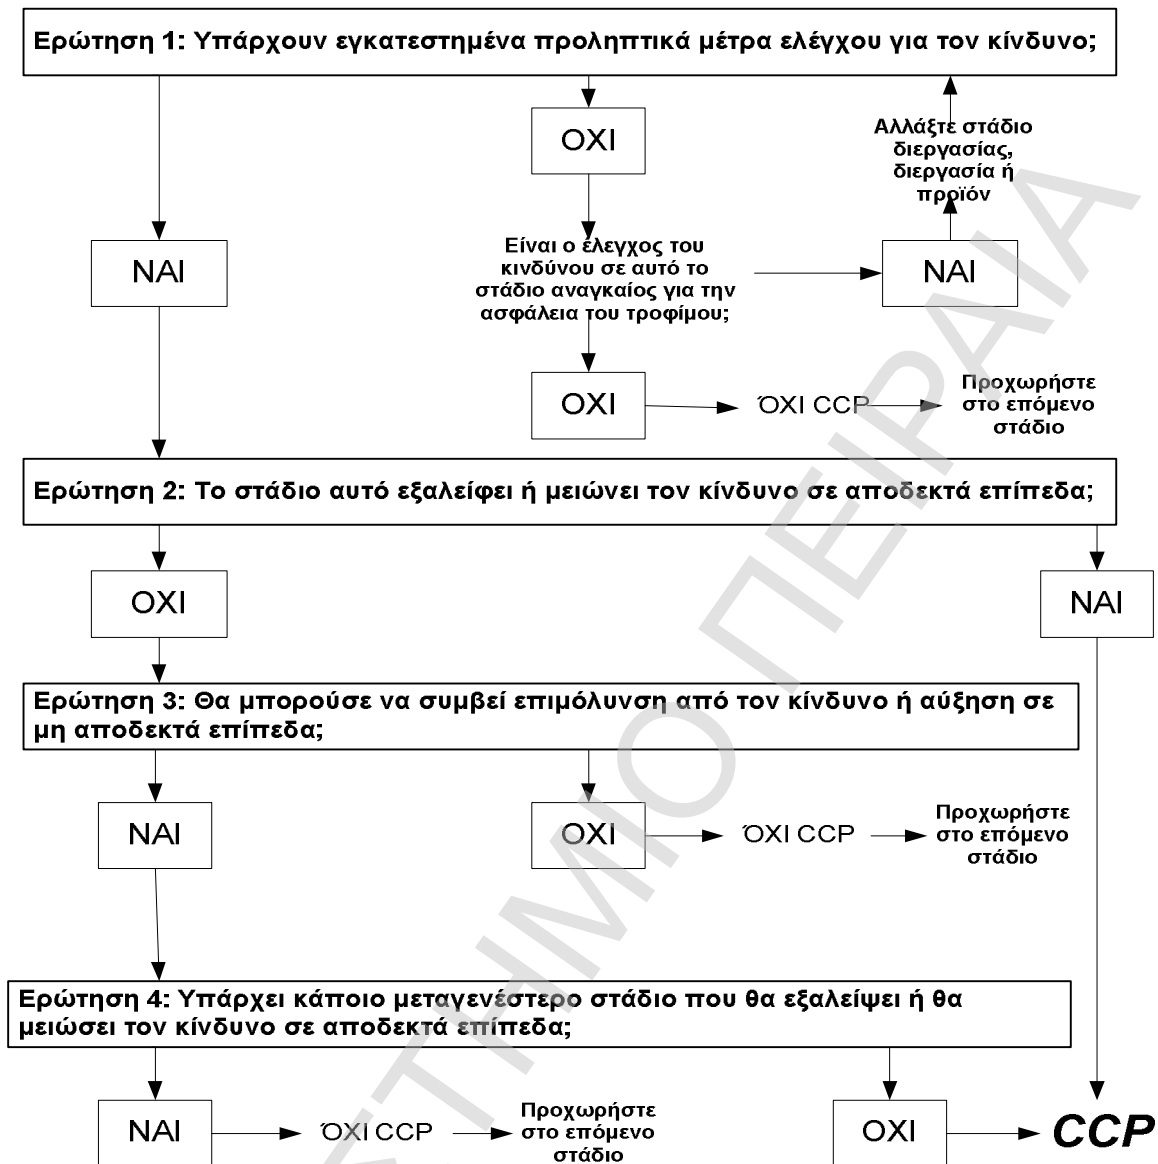 Ερώτηση 1: Υπάρχουν εγκατεστημένα προληπτικά μέτρα ελέγχου για τον κίνδυνο;
ΟΧΙ
Αλλάξτε στάδιο
διεργασίας,
διεργασία ή
προϊόν
ΝΑΙ
Είναι ο έλεγχος του
κινδύνου σε αυτό το
στάδιο αναγκαίος για την
ασφάλεια του τροφίμου;
ΝΑΙ
ΟΧΙ
ΌΧΙ CCP
Προχωρήστε
στο επόμενο
στάδιο
Ερώτηση 2: Το στάδιο αυτό εξαλείφει ή μειώνει τον κίνδυνο σε αποδεκτά επίπεδα;
ΟΧΙ
ΝΑΙ
Ερώτηση 3: Θα μπορούσε να συμβεί επιμόλυνση από τον κίνδυνο ή αύξηση σε
μη αποδεκτά επίπεδα;
ΝΑΙ
ΟΧΙ
ΌΧΙ CCP
Προχωρήστε
στο επόμενο
στάδιο
Ερώτηση 4: Υπάρχει κάποιο μεταγενέστερο στάδιο που θα εξαλείψει ή θα
μειώσει τον κίνδυνο σε αποδεκτά επίπεδα;
ΝΑΙ
ΌΧΙ CCP
Προχωρήστε
στο επόμενο
στάδιο
ΟΧΙ
CCP
ΣΤΗΜΙΟ ΠΕΙΡΑΙΑ